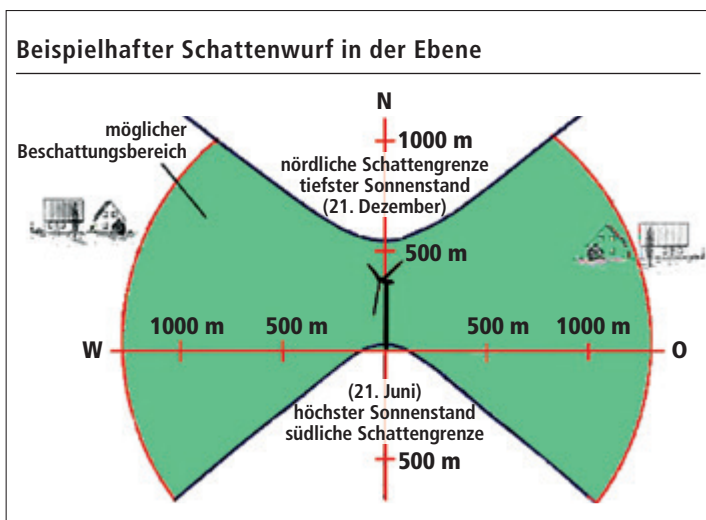 Beispielhafter Schattenwurf in der Ebene
N
möglicher
Beschattungsbereich
1000 m
nördliche Schattengrenze
tiefster Sonnenstand
(21. Dezember)
500 m
1000 m
500 m
500 m
1000 m
W
O
(21. Juni)
höchster Sonnenstand
südliche Schattengrenze
500 m